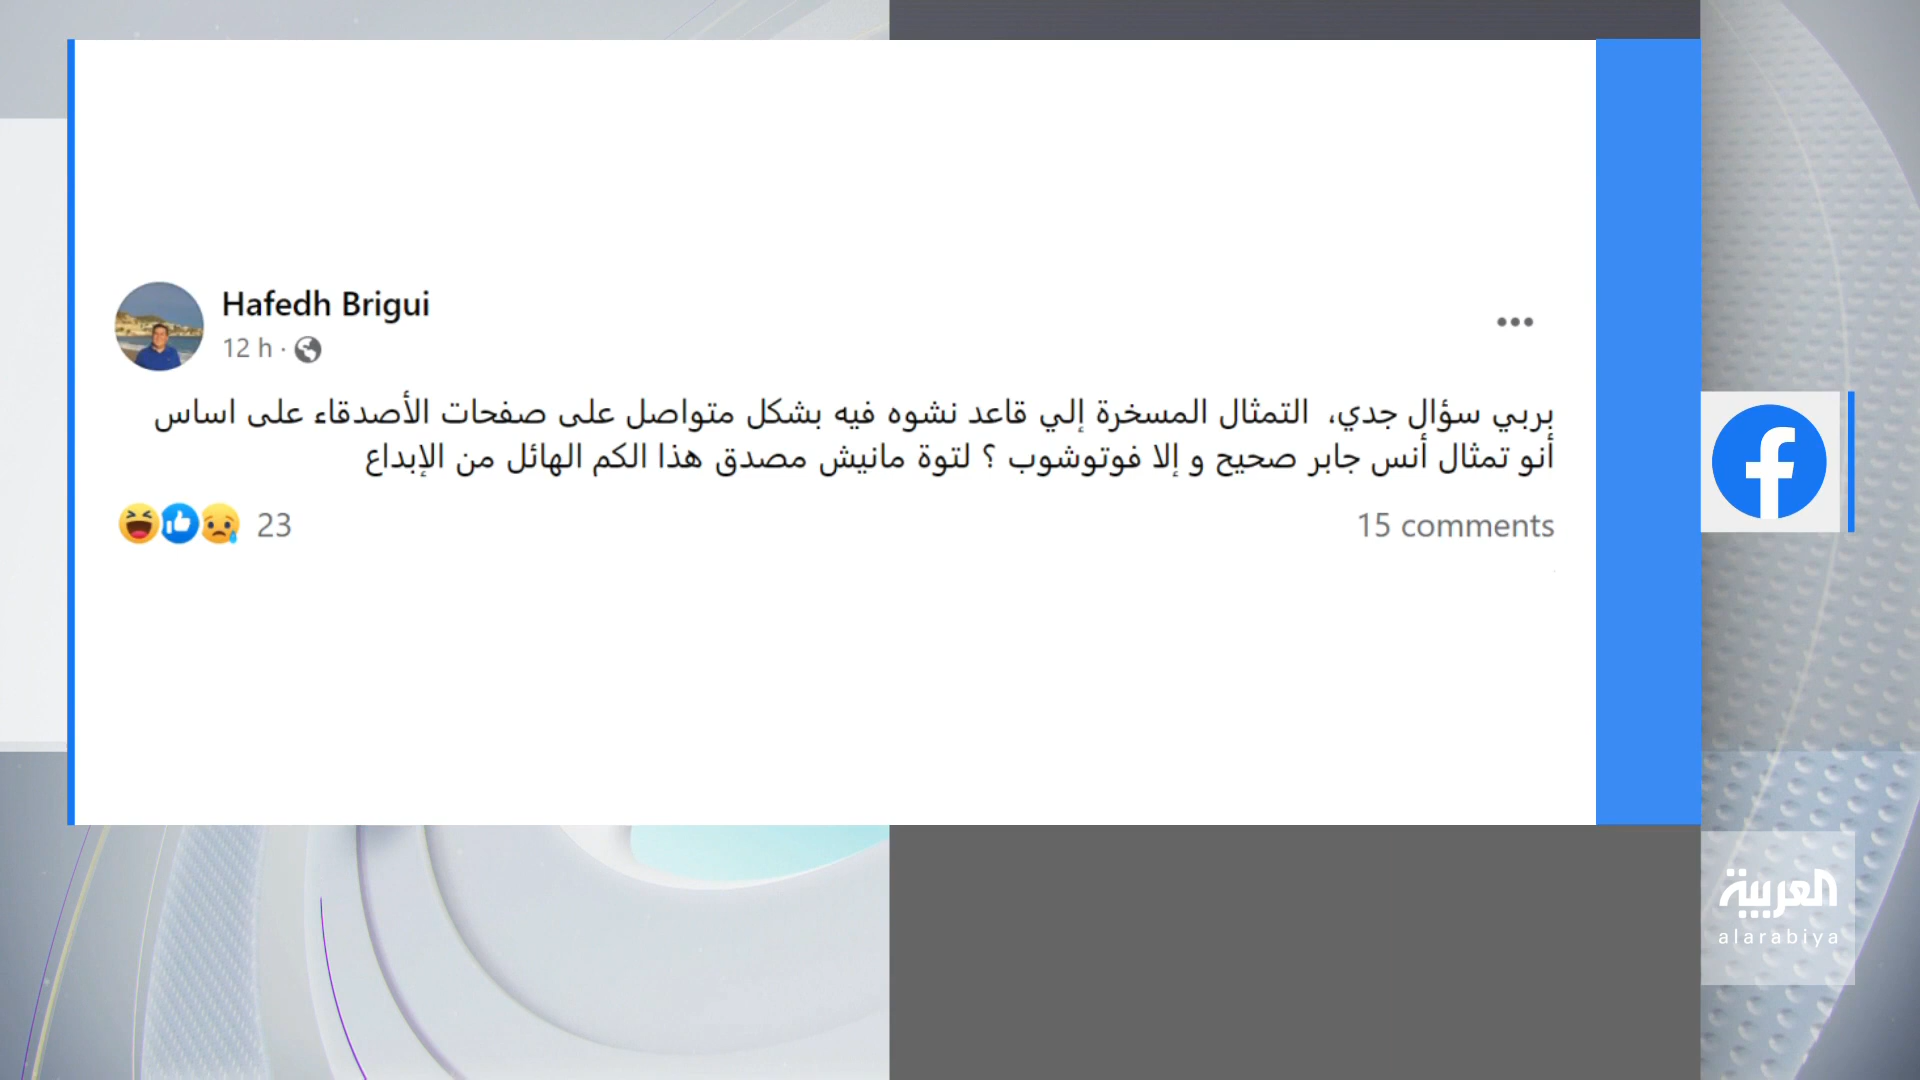 Hafedh Brigui
12 h ·
بربي سؤال جدي، التمثال المسخرة إلي قاعد نشوه فيه بشكل متواصل على صفحات الأصدقاء على اساس
أنو تمثال أنس جابر صحيح و إلا فوتوشوب ؟ لتوة مانيش مصدق هذا الكم الهائل من الإبداع
23
15 comments
العربية
alarabiya